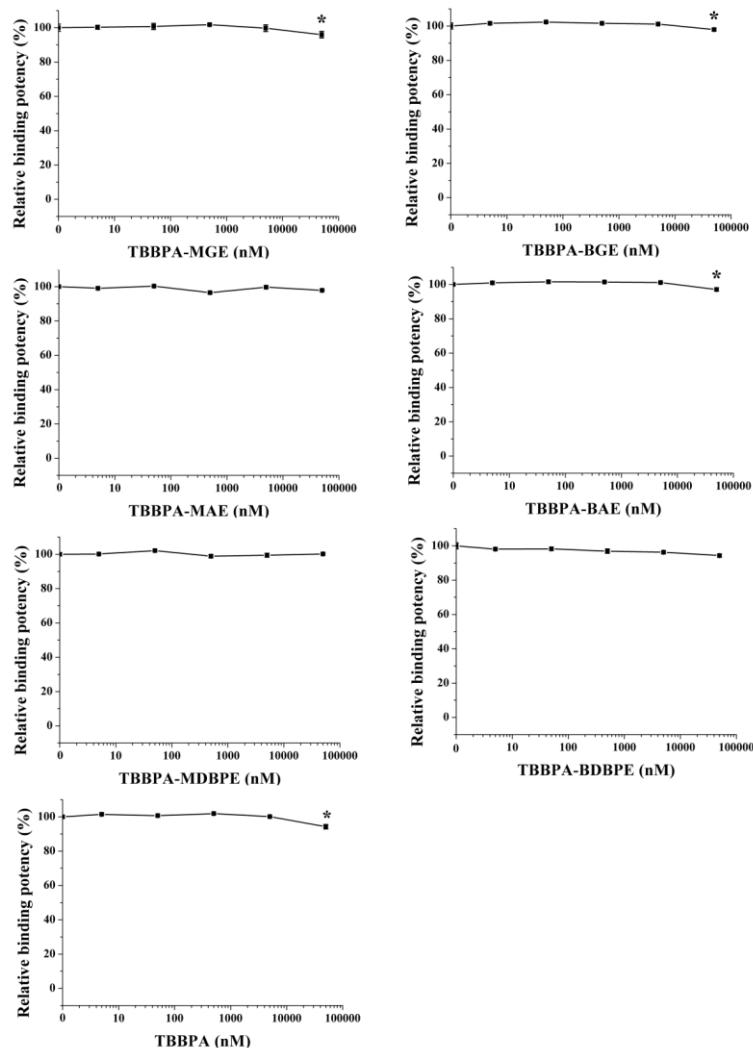 *
Relative binding potency (%)
100
80
60
40
20
0
0 10 100 1000 10000 100000
TBBPA-MGE (nM)
*
Relative binding potency (%)
100
80
60
40
20
0
0 10 100 1000 10000 100000
TBBPA-BGE (nM)
Relative binding potency (%)
100
80
60
40
20
0
0 10 100 1000 10000 100000
TBBPA-MAE (nM)
*
Relative binding potency (%)
100
80
60
40
20
0
0 10 100 1000 10000 100000
TBBPA-BAE (nM)
Relative binding potency (%)
100
80
60
40
20
0
0 10 100 1000 10000 100000
TBBPA-MDBPE (nM)
Relative binding potency (%)
100
80
60
40
20
0
0 10 100 1000 10000 100000
TBBPA-BDBPE (nM)
*
Relative binding potency (%)
100
80
60
40
20
0
0 10 100 1000 10000 100000
TBBPA (nM)